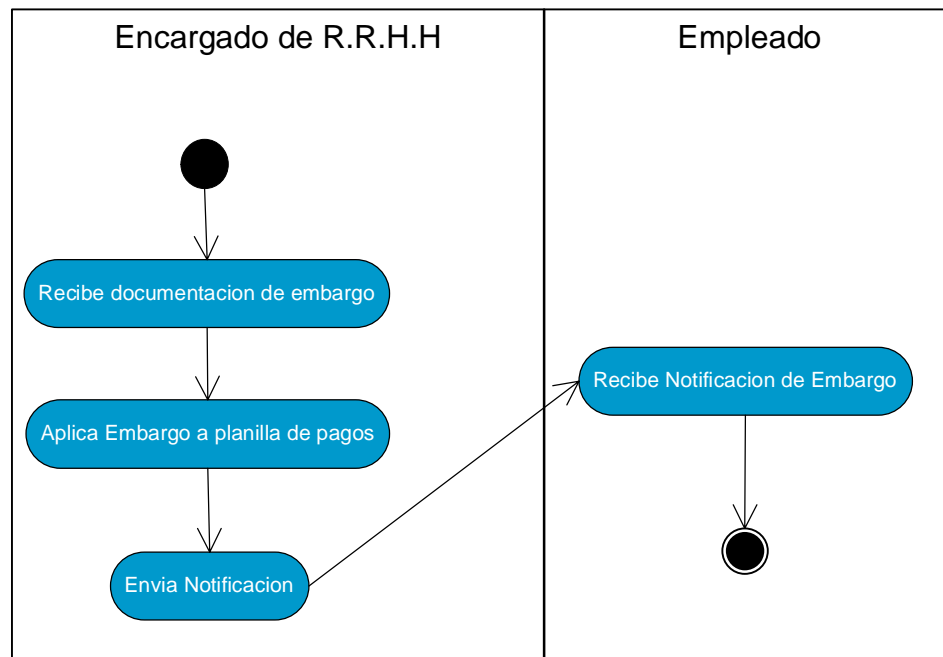 Encargado de R.R.H.H
Empleado
Recibe documentacion de embargo
Aplica Embargo a planilla de pagos
Envia Notificacion
Recibe Notificacion de Embargo